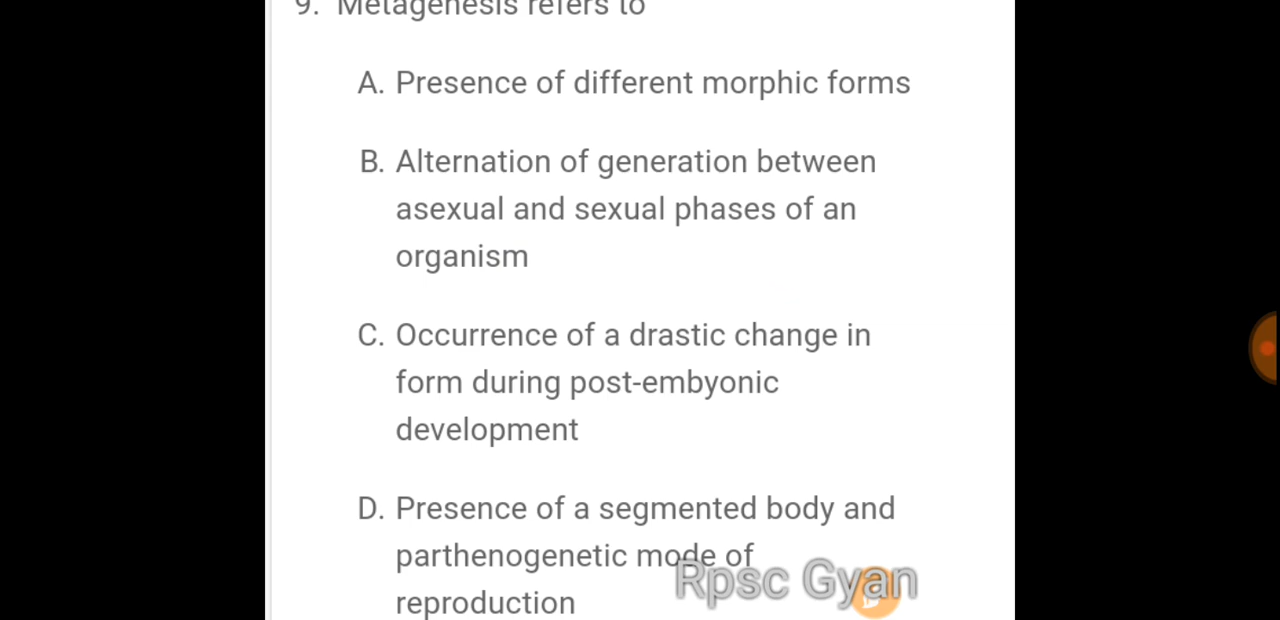 9. Metagenesis refers to
A. Presence of different morphic forms
B. Alternation of generation between
asexual and sexual phases of an
organism
C. Occurrence of a drastic change in
form during post-embyonic
development
D. Presence of a segmented body and
parthenogenetic mode of
reproduction
Rpsc Gyan